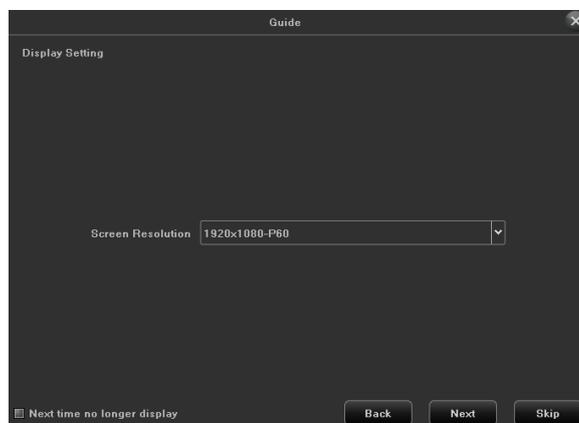 Guide
Display Setting
Screen Resolution 1920x1080-P60
Next time no longer display Back Next Skip